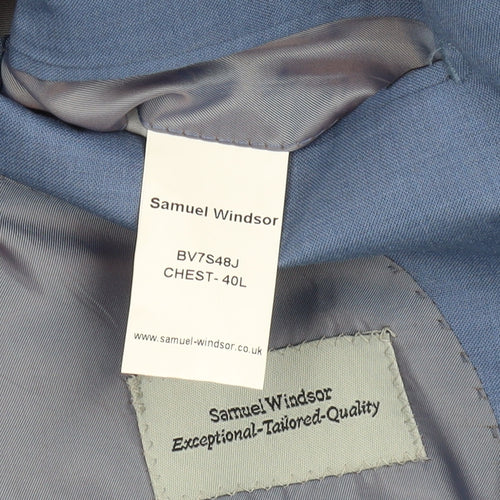 Samuel Windsor
BV7S48J
CHEST- 40L
www.samuel-windsor.co.uk
Samuel Windsor
Exceptional-Tailored-Quality